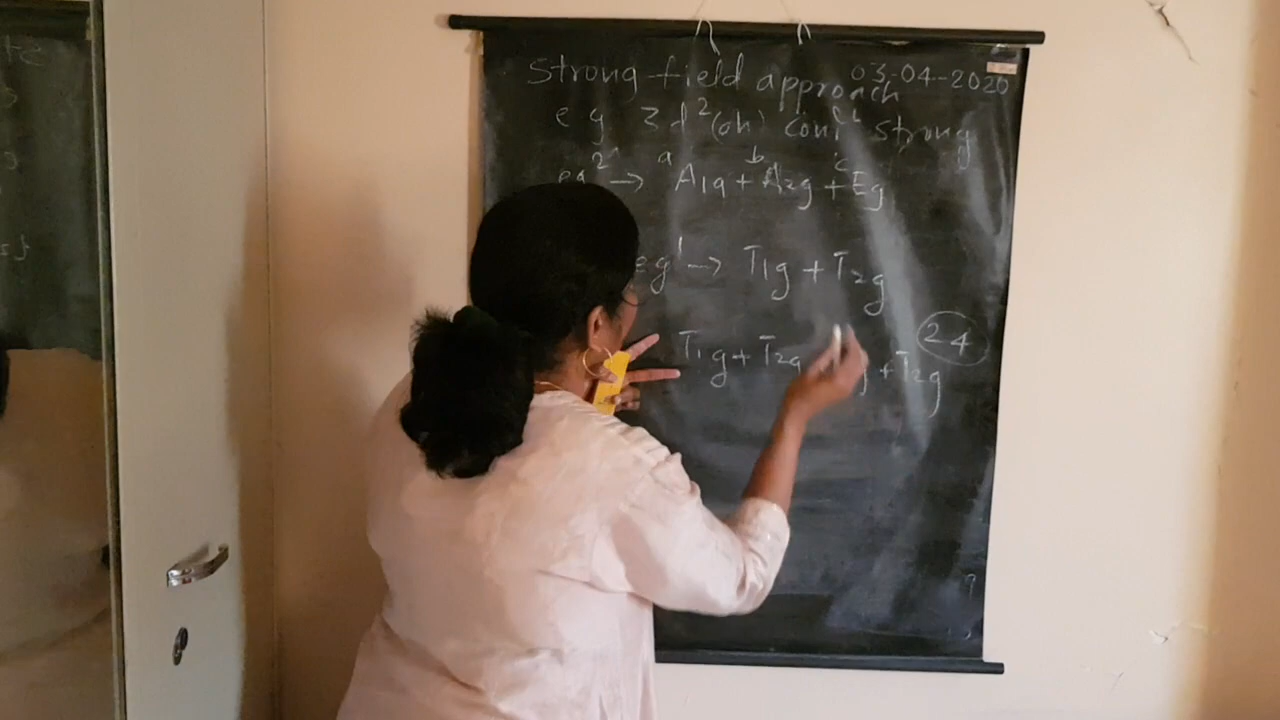 03-04-2020
Strong field approach
eg 3d²(oh) conf strong
a b c
eg² → A1g + A2g + Eg
eg¹ → T1g + T2g
24
T1g + T2g + T2g